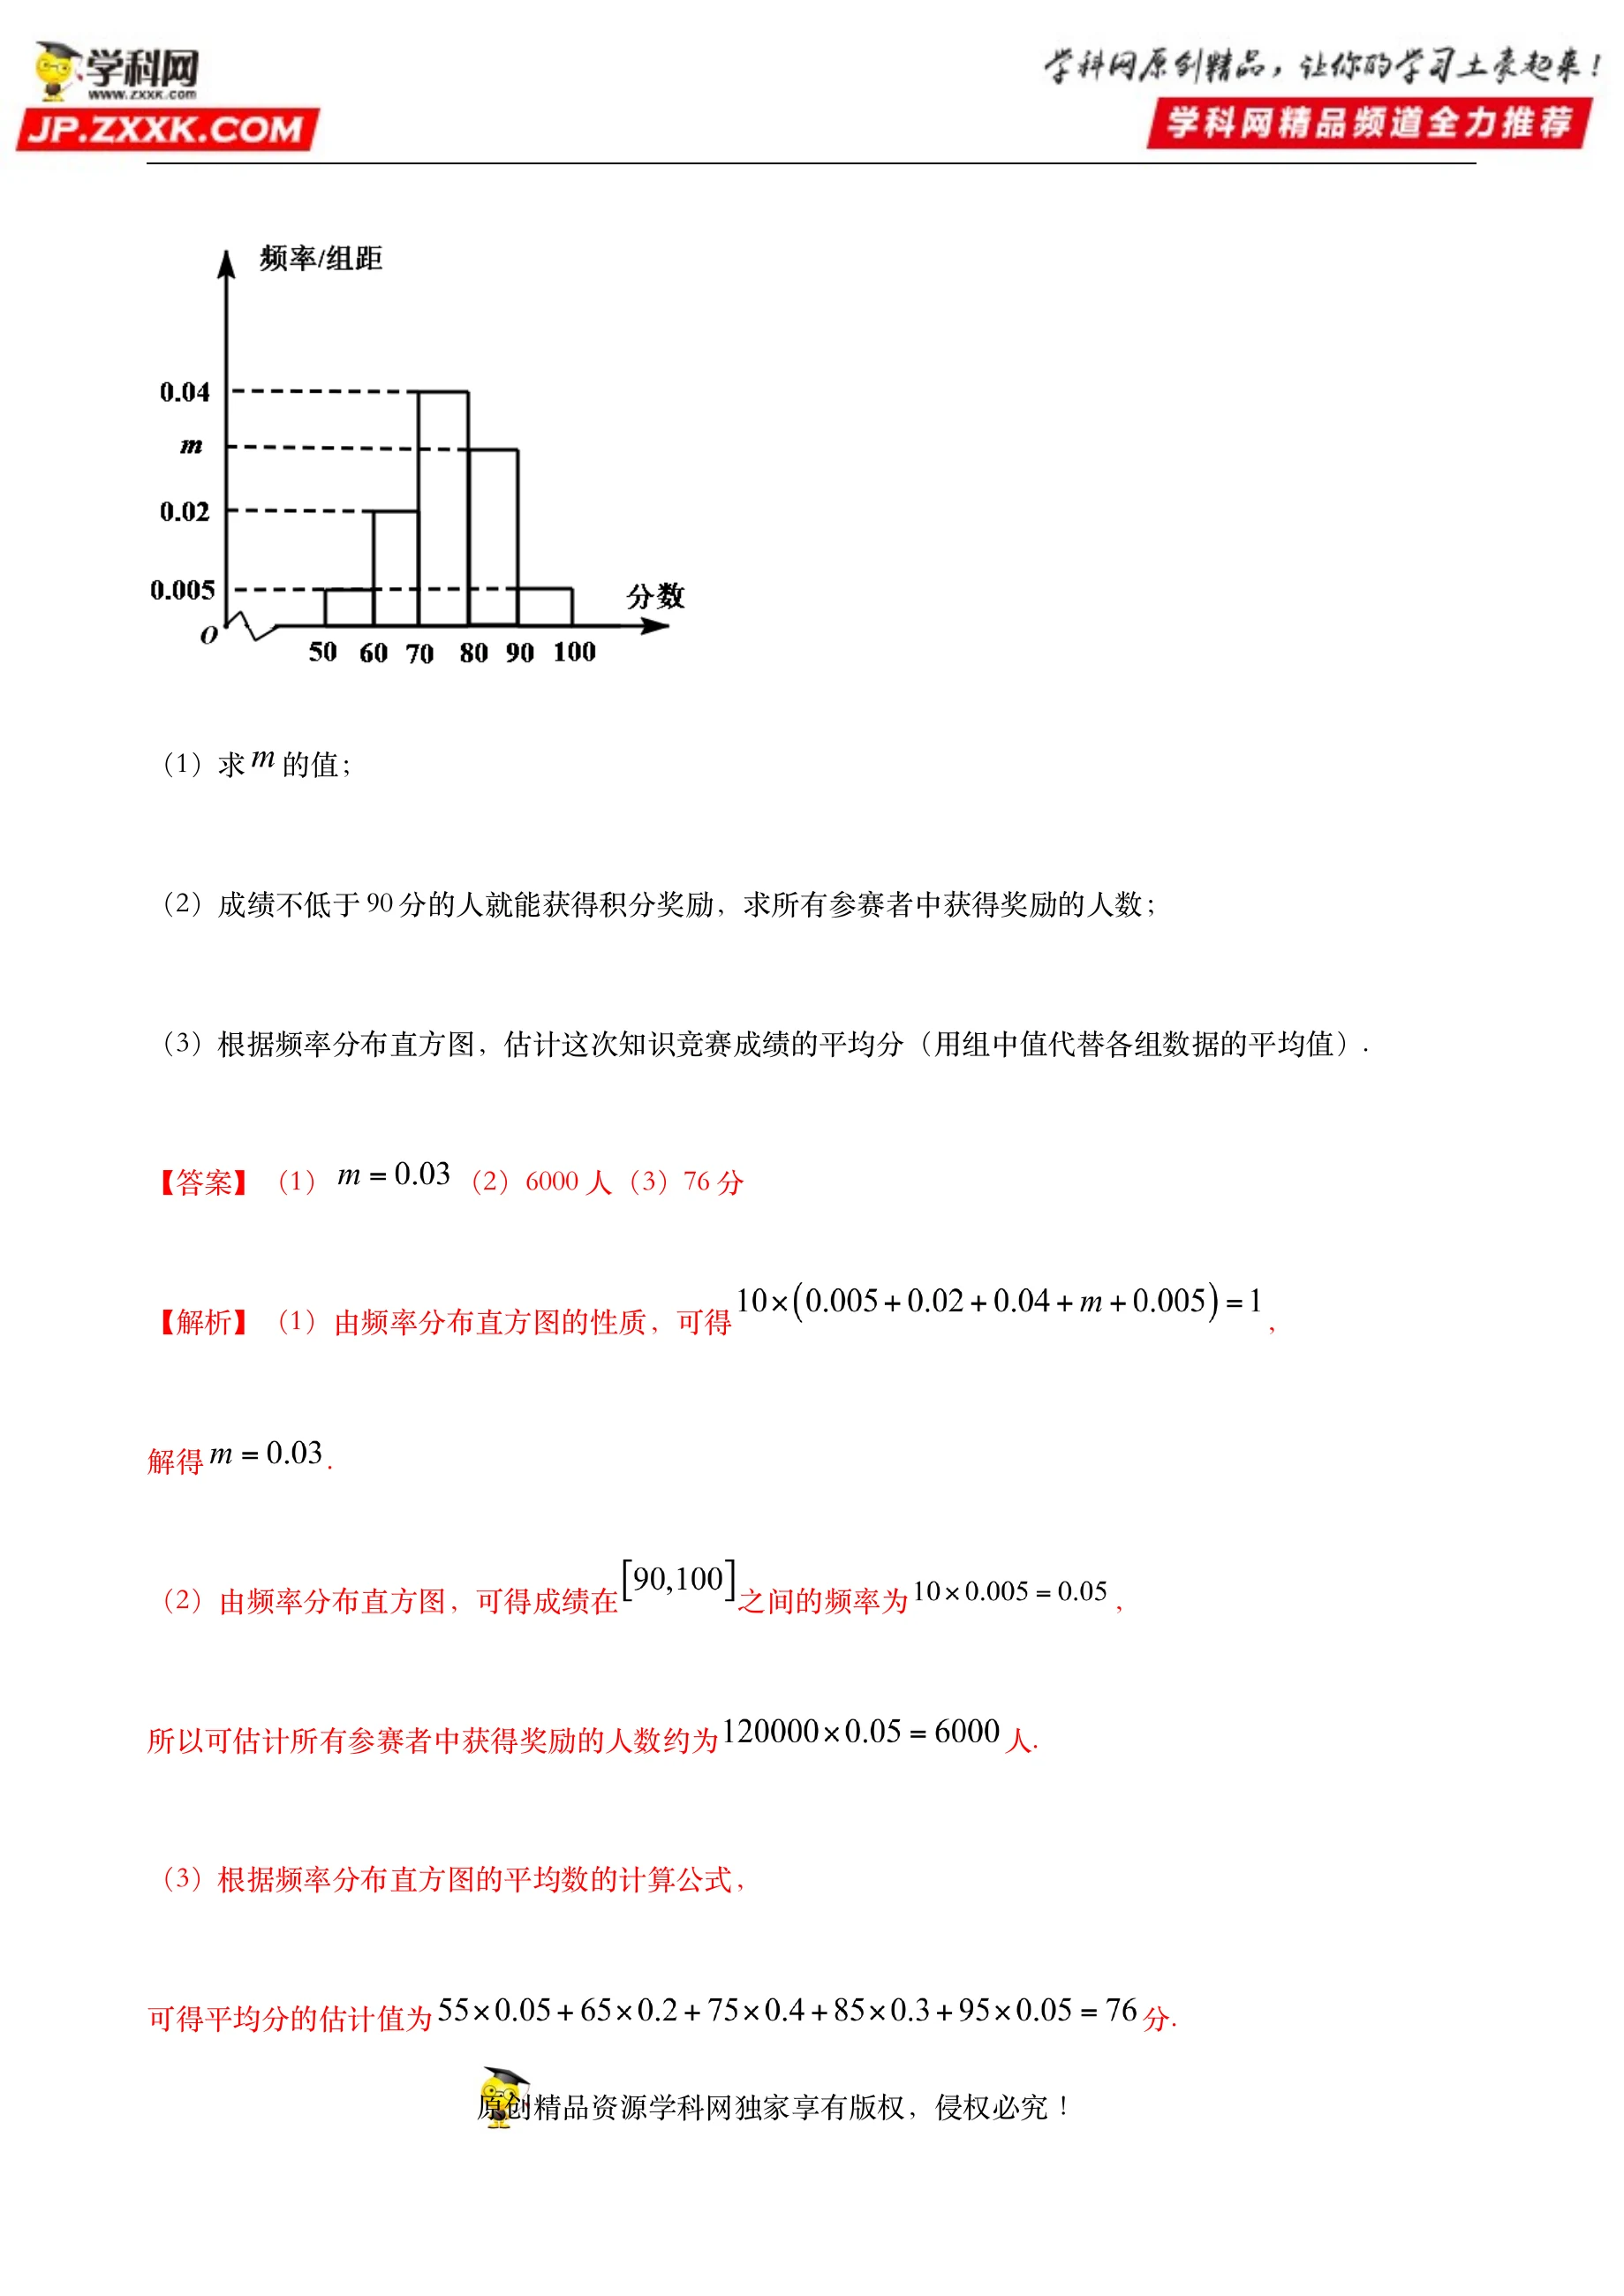 学科网
www.zxxk.com
JP.ZXXK.COM
学科网原创精品，让你的学习土豪起来！
学科网精品频道全力推荐
频率/组距
0.04
m
0.02
0.005
分数
O
50 60 70 80 90 100
（1）求 m 的值；
（2）成绩不低于 90 分的人就能获得积分奖励，求所有参赛者中获得奖励的人数；
（3）根据频率分布直方图，估计这次知识竞赛成绩的平均分（用组中值代替各组数据的平均值）.
【答案】（1） m = 0.03 （2）6000 人（3）76 分
【解析】（1）由频率分布直方图的性质，可得 10×(0.005+0.02+0.04+m+0.005)=1，
解得 m = 0.03 .
（2）由频率分布直方图，可得成绩在[90,100]之间的频率为 10×0.005 = 0.05，
所以可估计所有参赛者中获得奖励的人数约为 120000×0.05 = 6000 人.
（3）根据频率分布直方图的平均数的计算公式，
可得平均分的估计值为 55×0.05+65×0.2+75×0.4+85×0.3+95×0.05 = 76 分.
原创精品资源学科网独家享有版权，侵权必究！